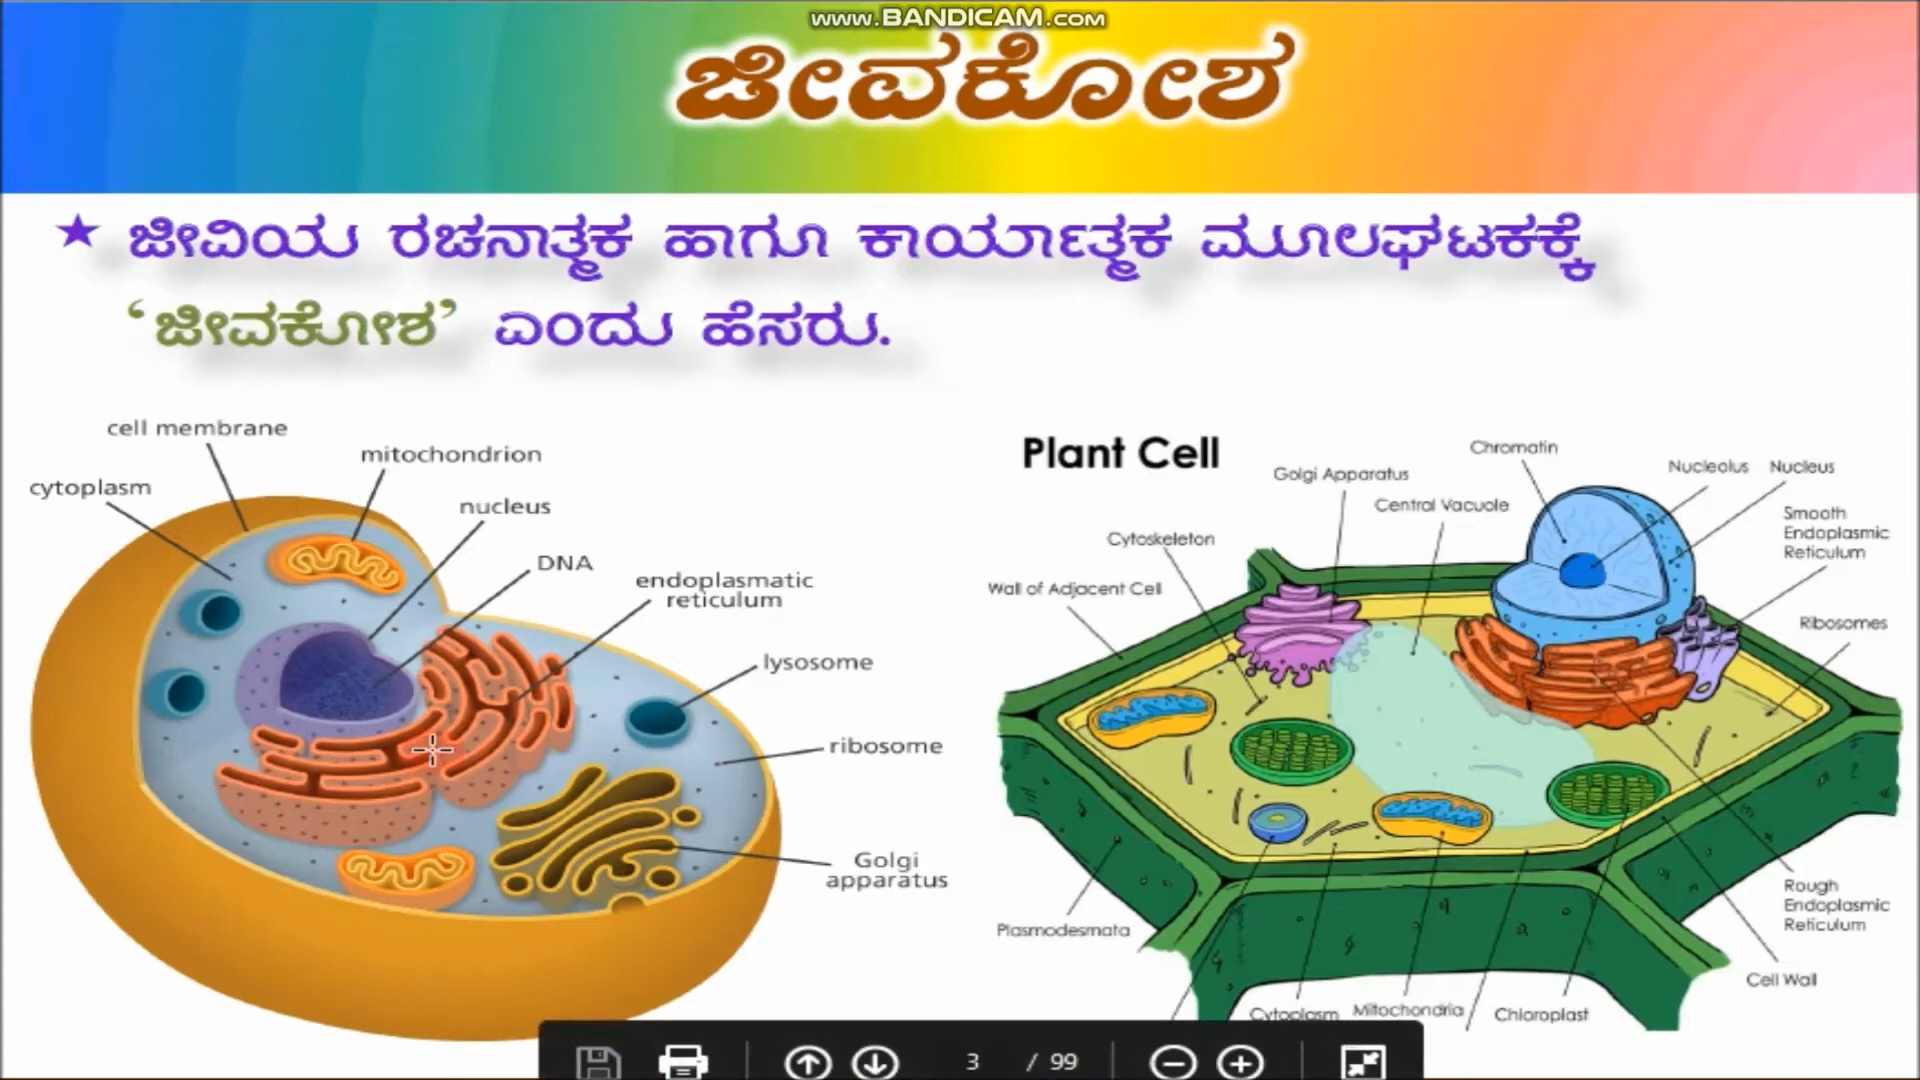 www.BANDICAM.com
ಜೀವಕೋಶ
★ ಜೀವಿಯ ರಚನಾತ್ಮಕ ಹಾಗೂ ಕಾರ್ಯಾತ್ಮಕ ಮೂಲಘಟಕಕ್ಕೆ
‘ಜೀವಕೋಶ’ ಎಂದು ಹೆಸರು.
cell membrane
mitochondrion
cytoplasm
nucleus
DNA
endoplasmatic
reticulum
lysosome
ribosome
Golgi
apparatus
Plant Cell
Chromatin
Nucleolus
Nucleus
Golgi Apparatus
Central Vacuole
Smooth
Endoplasmic
Reticulum
Cytoskeleton
Wall of Adjacent Cell
Ribosomes
Rough
Endoplasmic
Reticulum
Plasmodesmata
Cell Wall
Cytoplasm
Mitochondria
Chloroplast
3 / 99